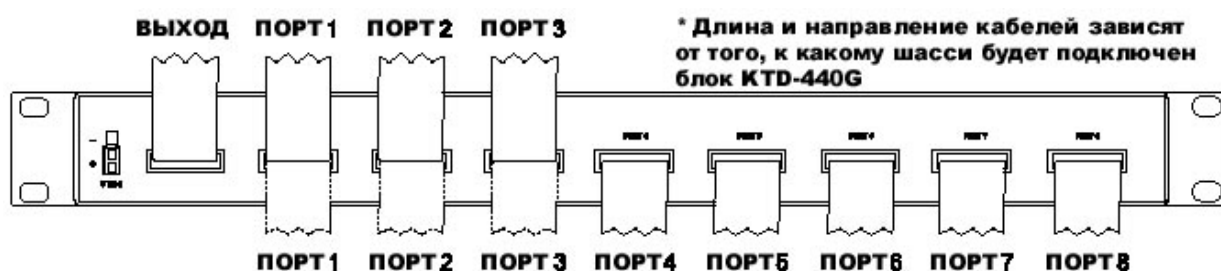 ВЫХОД ПОРТ1 ПОРТ2 ПОРТ3
* Длина и направление кабелей зависят
от того, к какому шасси будет подключен
блок KTD-440G
ПОРТ1 ПОРТ2 ПОРТ3 ПОРТ4 ПОРТ5 ПОРТ6 ПОРТ7 ПОРТ8